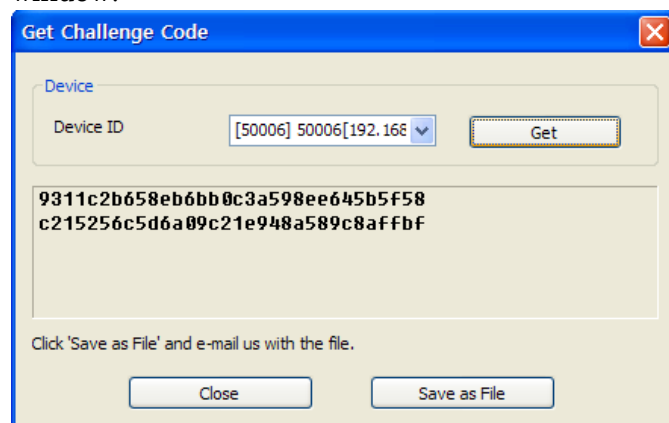 Get Challenge Code
Device
Device ID
[50006] 50006[192.168
Get
9311c2b658eb6bb0c3a598ee645b5f58
c215256c5d6a09c21e948a589c8affbf
Click 'Save as File' and e-mail us with the file.
Close
Save as File